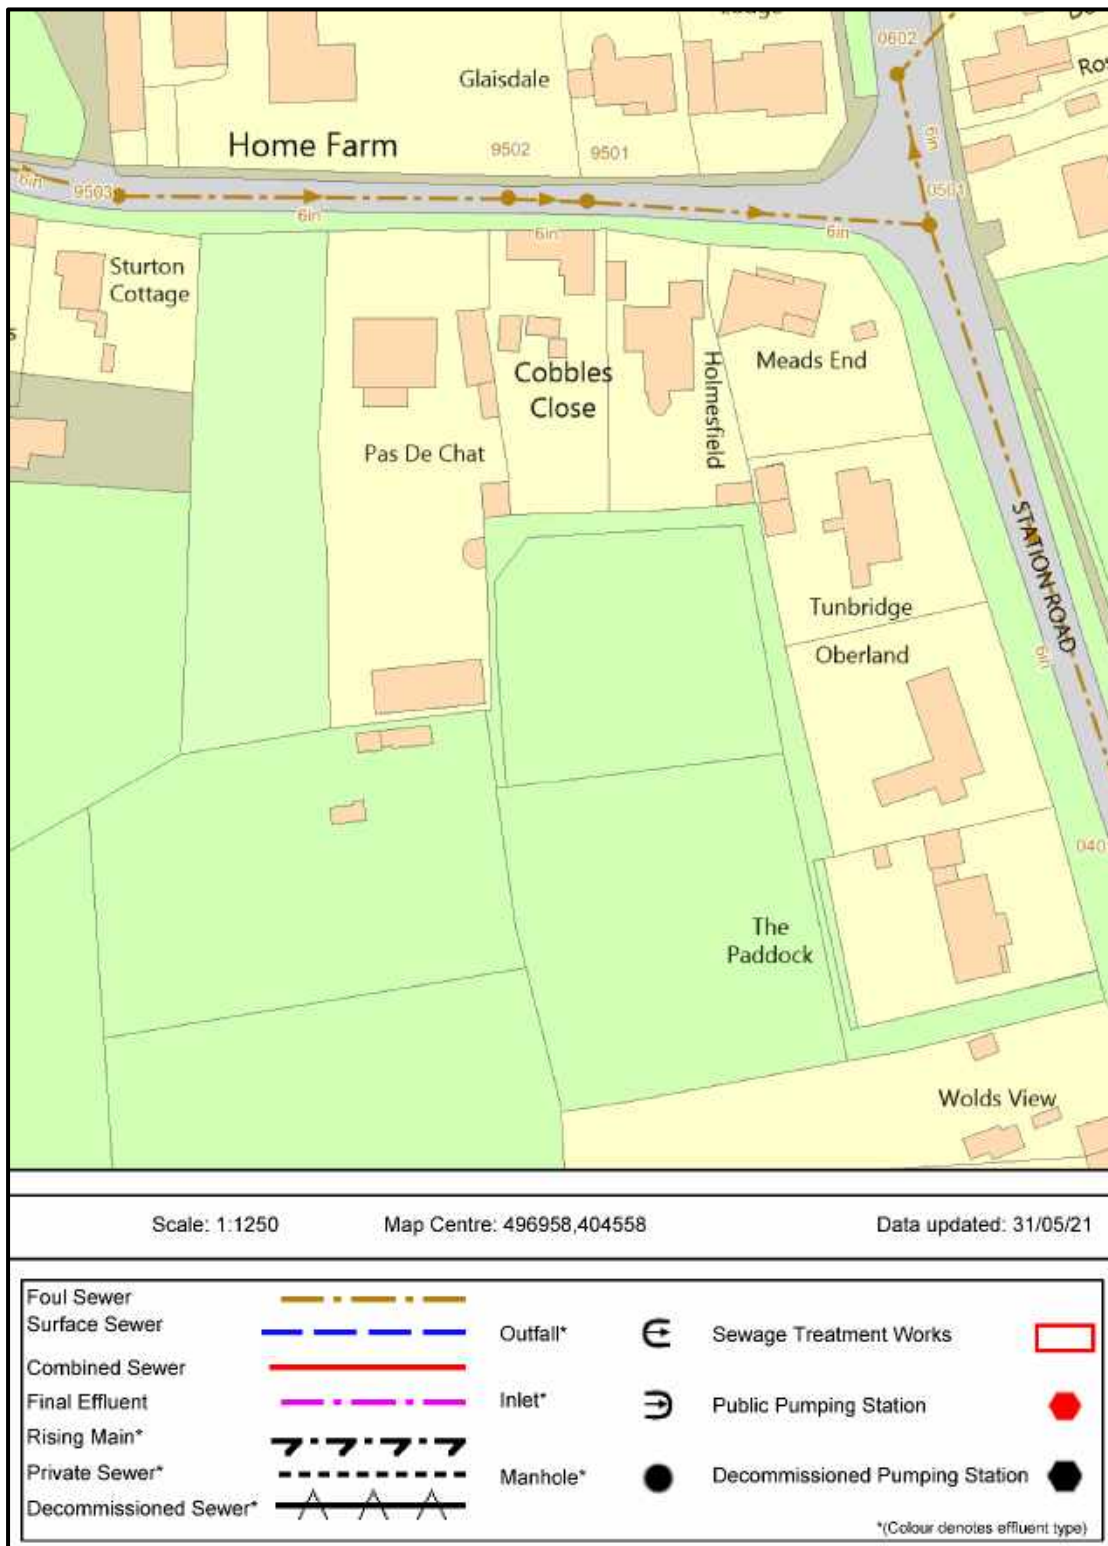 0602
Glaisdale
Home Farm
9502
9501
6in
6in
9503
0501
6in
6in
6in
Sturton
Cottage
Cobbles
Close
Holmesfield
Meads End
Pas De Chat
STATION ROAD
Tunbridge
Oberland
6in
040
The
Paddock
Wolds View
Scale: 1:1250 Map Centre: 496958,404558 Data updated: 31/05/21
Foul Sewer
Surface Sewer
Outfall*
Sewage Treatment Works
Combined Sewer
Final Effluent
Inlet*
Public Pumping Station
Rising Main*
Private Sewer*
Manhole*
Decommissioned Pumping Station
Decommissioned Sewer*
*(Colour denotes effluent type)